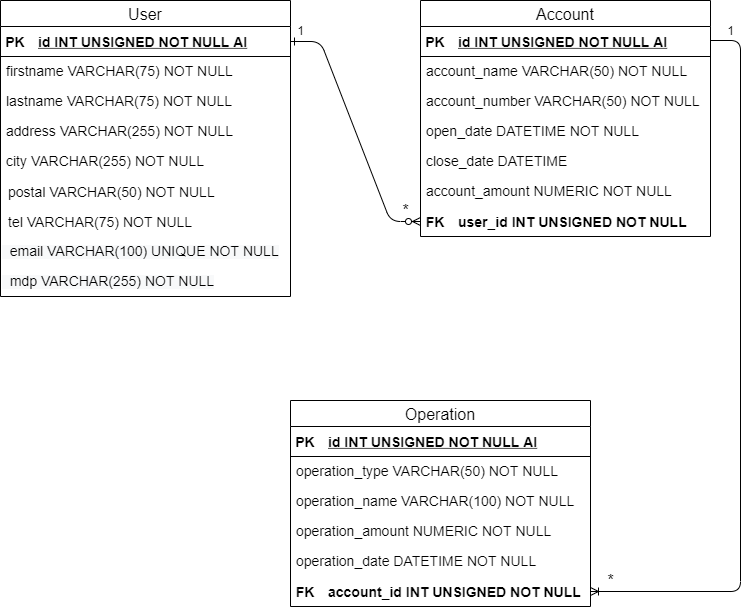 User
PK id INT UNSIGNED NOT NULL AI
firstname VARCHAR(75) NOT NULL
lastname VARCHAR(75) NOT NULL
address VARCHAR(255) NOT NULL
city VARCHAR(255) NOT NULL
postal VARCHAR(50) NOT NULL
tel VARCHAR(75) NOT NULL
email VARCHAR(100) UNIQUE NOT NULL
mdp VARCHAR(255) NOT NULL
1
*
Account
PK id INT UNSIGNED NOT NULL AI
account_name VARCHAR(50) NOT NULL
account_number VARCHAR(50) NOT NULL
open_date DATETIME NOT NULL
close_date DATETIME
account_amount NUMERIC NOT NULL
FK user_id INT UNSIGNED NOT NULL
1
Operation
PK id INT UNSIGNED NOT NULL AI
operation_type VARCHAR(50) NOT NULL
operation_name VARCHAR(100) NOT NULL
operation_amount NUMERIC NOT NULL
operation_date DATETIME NOT NULL
FK account_id INT UNSIGNED NOT NULL
*